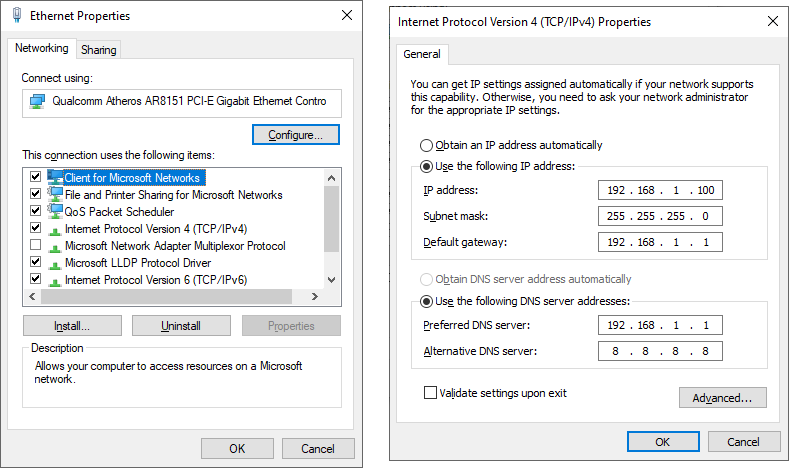 Ethernet Properties
Networking
Sharing
Connect using:
Qualcomm Atheros AR8151 PCI-E Gigabit Ethernet Contro
Configure...
This connection uses the following items:
Client for Microsoft Networks
File and Printer Sharing for Microsoft Networks
QoS Packet Scheduler
Internet Protocol Version 4 (TCP/IPv4)
Microsoft Network Adapter Multiplexor Protocol
Microsoft LLDP Protocol Driver
Internet Protocol Version 6 (TCP/IPv6)
Install...
Uninstall
Properties
Description
Allows your computer to access resources on a Microsoft
network.
OK
Cancel
Internet Protocol Version 4 (TCP/IPv4) Properties
General
You can get IP settings assigned automatically if your network supports
this capability. Otherwise, you need to ask your network administrator
for the appropriate IP settings.
Obtain an IP address automatically
Use the following IP address:
IP address: 192 . 168 . 1 . 100
Subnet mask: 255 . 255 . 255 . 0
Default gateway: 192 . 168 . 1 . 1
Obtain DNS server address automatically
Use the following DNS server addresses:
Preferred DNS server: 192 . 168 . 1 . 1
Alternative DNS server: 8 . 8 . 8 . 8
Validate settings upon exit
Advanced...
OK
Cancel